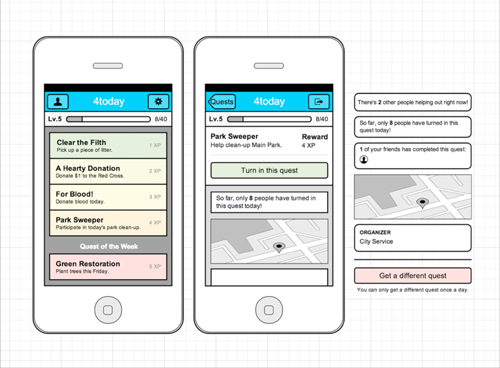 4today
Lv.5
8/40
Clear the Filth
Pick up a piece of litter.
1 XP
A Hearty Donation
Donate $1 to the Red Cross.
2 XP
For Blood!
Donate blood today.
3 XP
Park Sweeper
Participate in today's park clean-up.
4 XP
Quest of the Week
Green Restoration
Plant trees this Friday.
5 XP
Quests
4today
Lv.5
8/40
Park Sweeper
Reward
Help clean-up Main Park.
4 XP
Turn in this quest
So far, only 8 people have turned in
this quest today!
There's 2 other people helping out right now!
So far, only 8 people have turned in this
quest today!
1 of your friends has completed this quest:
ORGANIZER
City Service
Get a different quest
You can only get a different quest once a day.